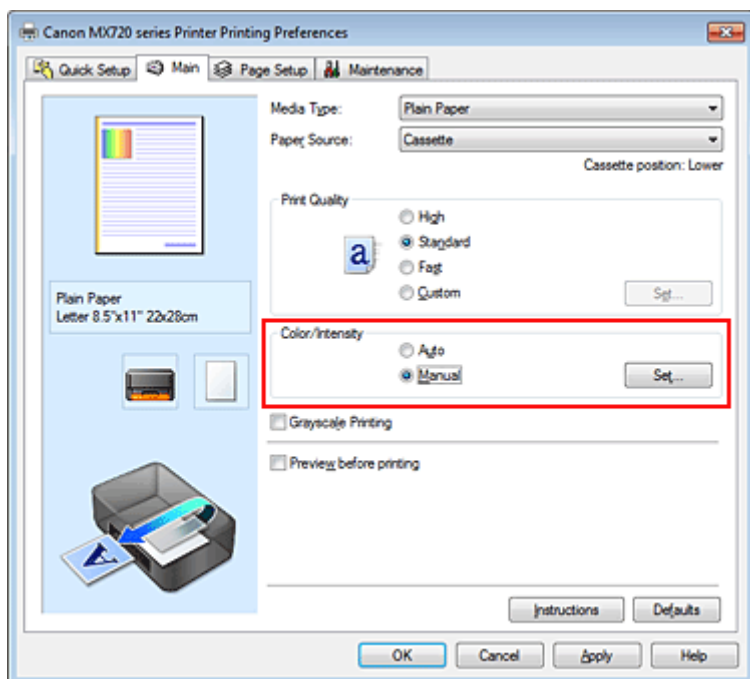 Canon MX720 series Printer Printing Preferences
Quick Setup Main Page Setup Maintenance
Media Type: Plain Paper
Paper Source: Cassette
Cassette position: Lower
Print Quality
High
Standard
Fast
Custom Set...
a
Plain Paper
Letter 8.5"x11" 22x28cm
Color/Intensity
Auto
Manual Set...
Grayscale Printing
Preview before printing
A
Instructions Defaults
OK Cancel Apply Help